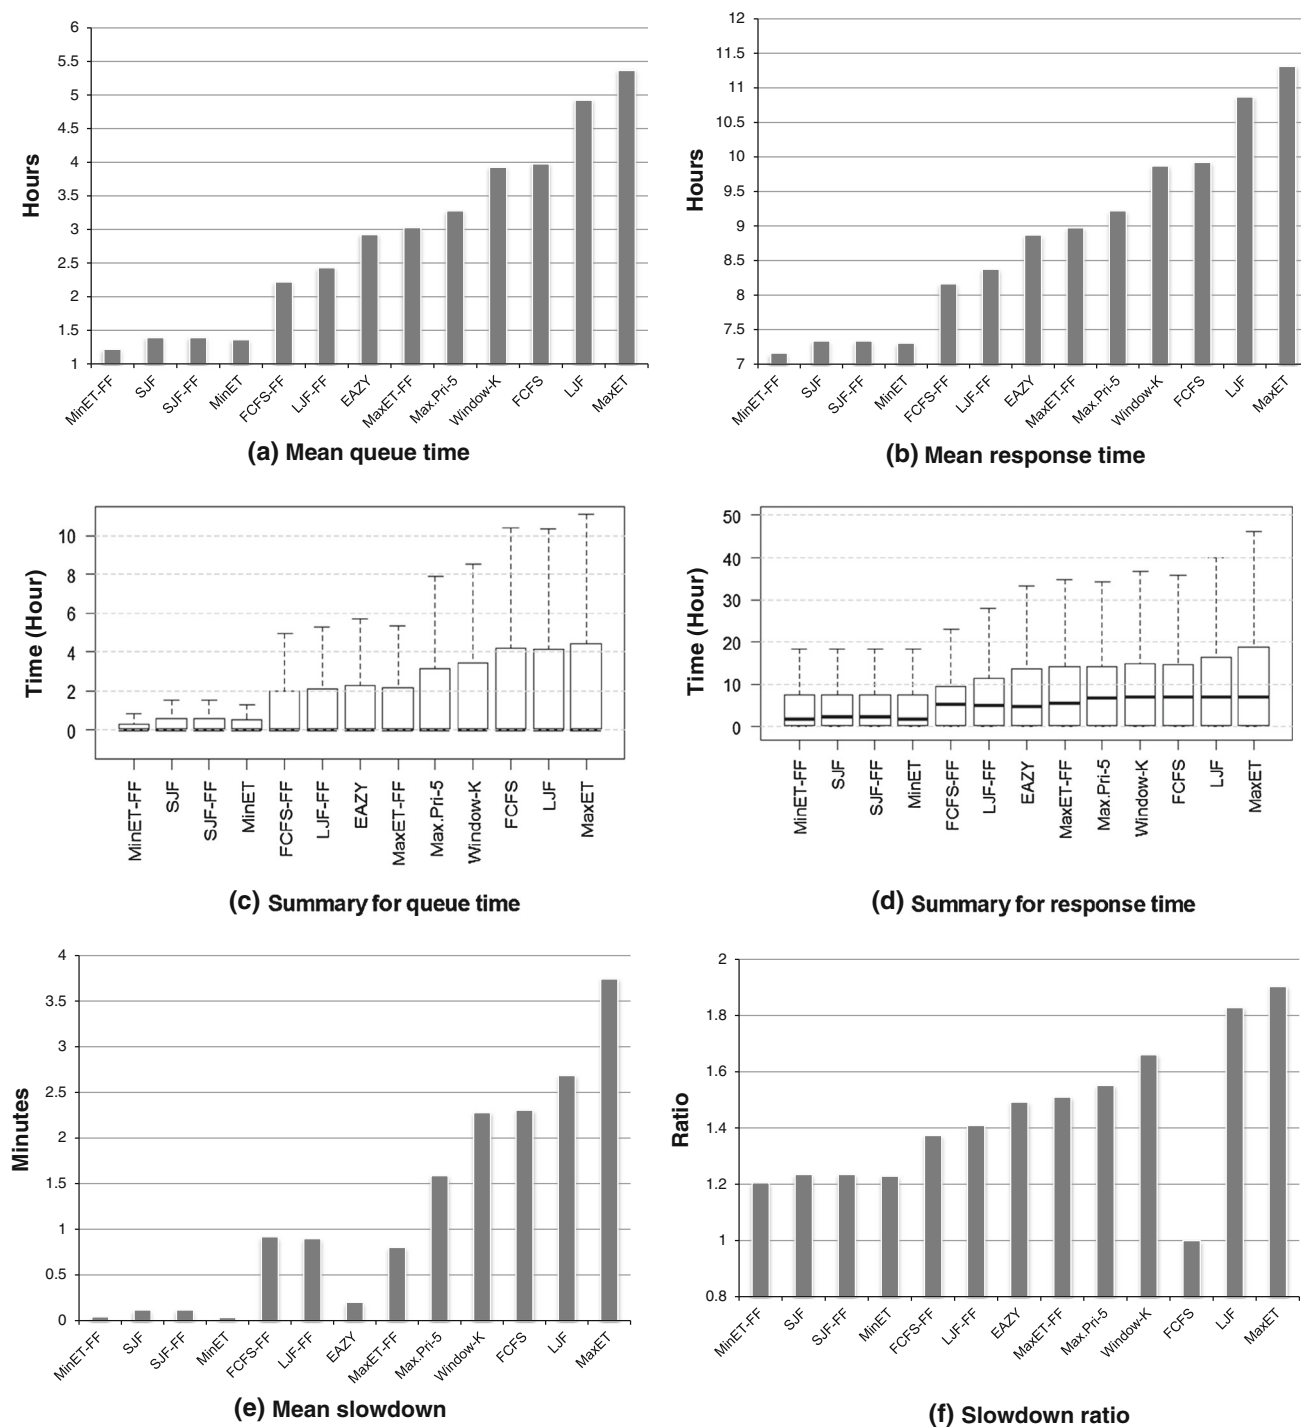 6
5.5
5
4.5
4
3.5
3
2.5
2
1.5
1
Hours
MinET-FF
SJF
SJF-FF
MinET
FCFS-FF
LJF-FF
EAZY
MaxET-FF
Max.Pri-5
Window-K
FCFS
LJF
MaxET
(a) Mean queue time
12
11.5
11
10.5
10
9.5
9
8.5
8
7.5
7
Hours
MinET-FF
SJF
SJF-FF
MinET
FCFS-FF
LJF-FF
EAZY
MaxET-FF
Max.Pri-5
Window-K
FCFS
LJF
MaxET
(b) Mean response time
10
8
6
4
2
0
Time (Hour)
MinET-FF
SJF
SJF-FF
MinET
FCFS-FF
LJF-FF
EAZY
MaxET-FF
Max.Pri-5
Window-K
FCFS
LJF
MaxET
(c) Summary for queue time
50
40
30
20
10
0
Time (Hour)
MinET-FF
SJF
SJF-FF
MinET
FCFS-FF
LJF-FF
EAZY
MaxET-FF
Max.Pri-5
Window-K
FCFS
LJF
MaxET
(d) Summary for response time
4
3.5
3
2.5
2
1.5
1
0.5
0
Minutes
MinET-FF
SJF
SJF-FF
MinET
FCFS-FF
LJF-FF
EAZY
MaxET-FF
Max.Pri-5
Window-K
FCFS
LJF
MaxET
(e) Mean slowdown
2
1.8
1.6
1.4
1.2
1
0.8
Ratio
MinET-FF
SJF
SJF-FF
MinET
FCFS-FF
LJF-FF
EAZY
MaxET-FF
Max.Pri-5
Window-K
FCFS
LJF
MaxET
(f) Slowdown ratio